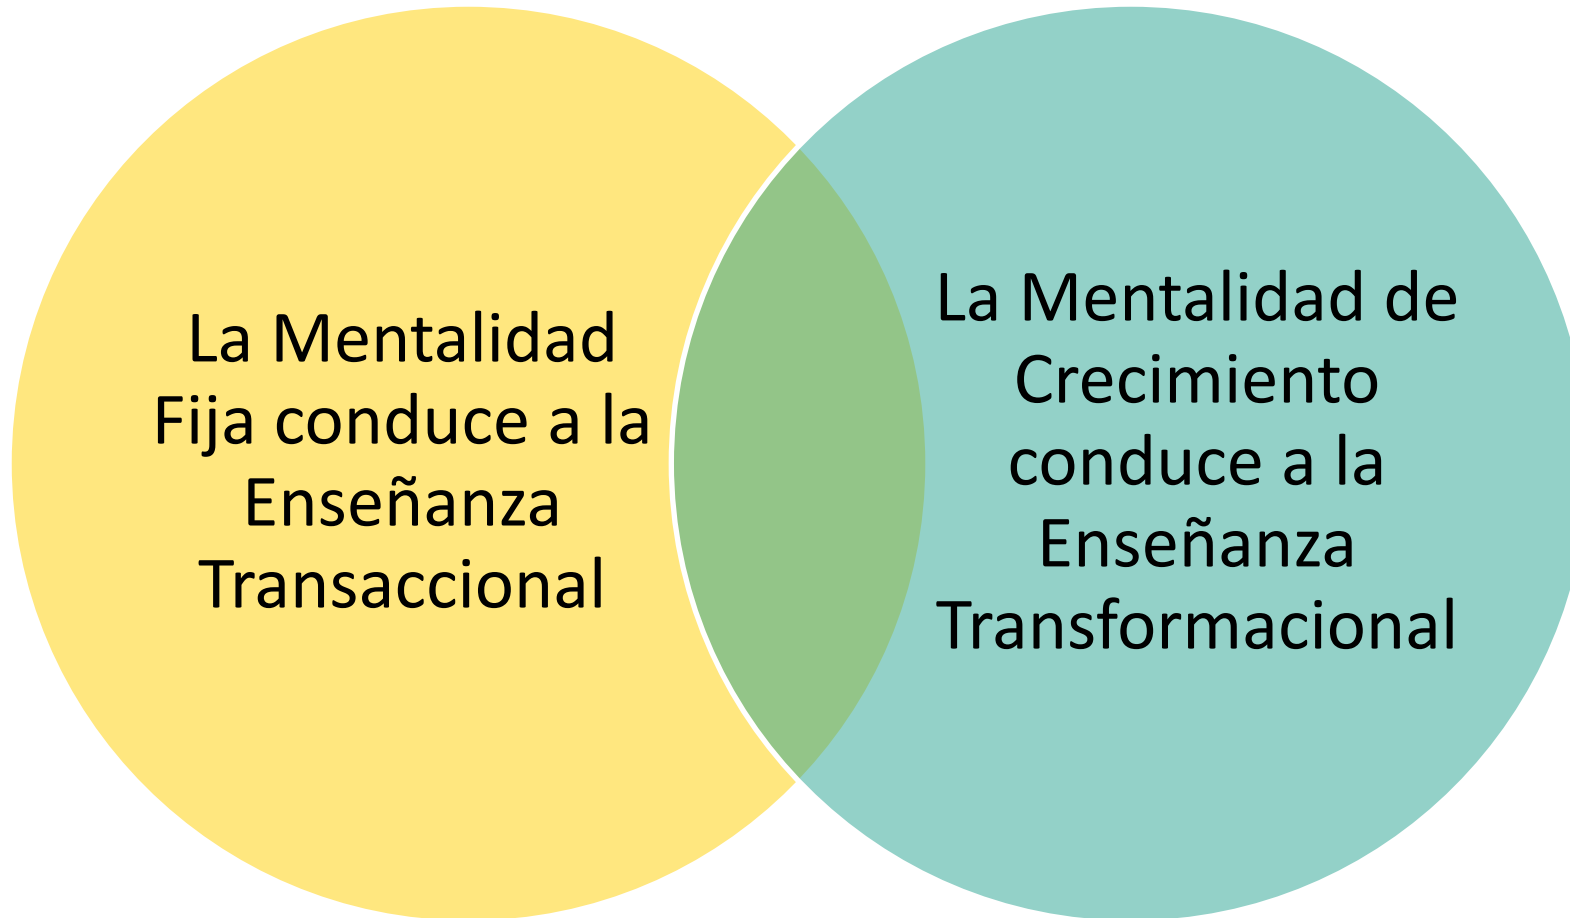 La Mentalidad
Fija conduce a la
Enseñanza
Transaccional
La Mentalidad de
Crecimiento
conduce a la
Enseñanza
Transformacional